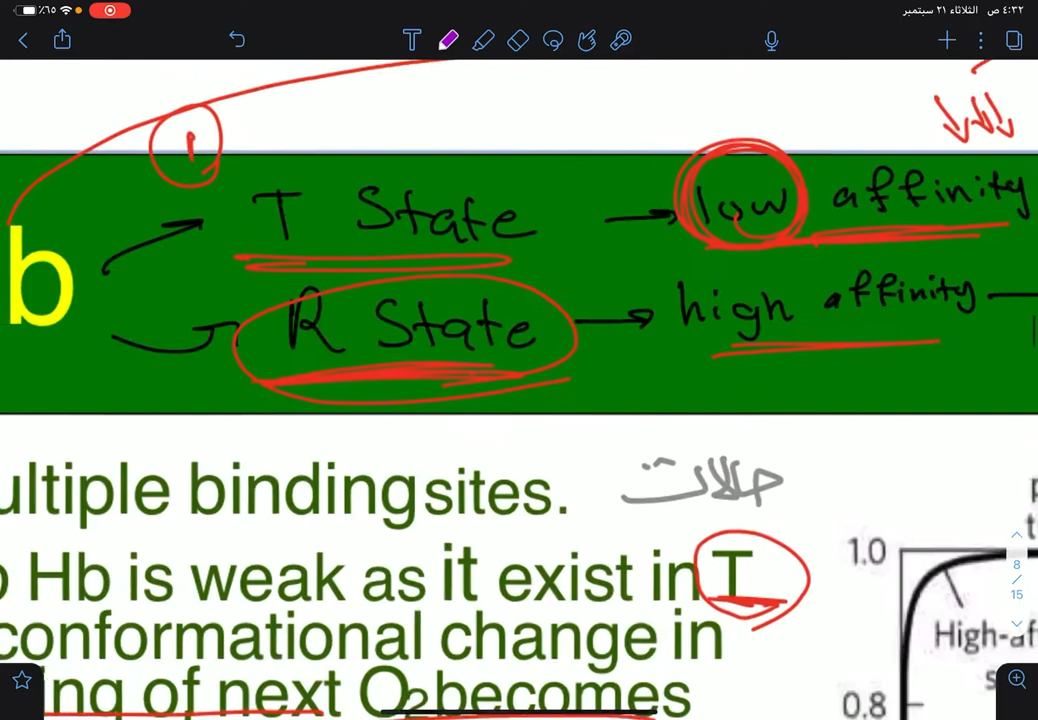 ٪٦٥ ٤:٣٢ ص الثلاثاء ٢١ سبتمبر
T
1
T State → low affinity
b
R State → high affinity
ultiple binding sites. حالات
o Hb is weak as it exist in T
conformational change in
ing of next O2 becomes
8
/
15
1.0
High-af
s
0.8